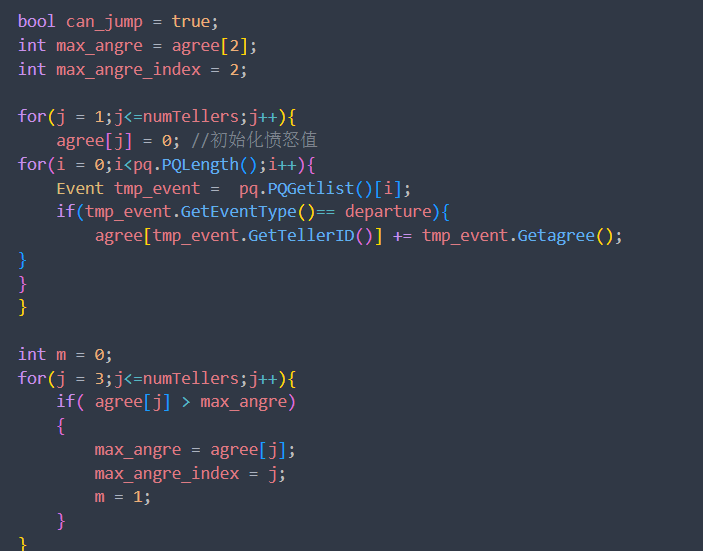 bool can_jump = true;
int max_angre = agree[2];
int max_angre_index = 2;
for(j = 1;j<=numTellers;j++){
agree[j] = 0; //初始化愤怒值
for(i = 0;i<pq.PQLength();i++){
Event tmp_event =  pq.PQGetlist()[i];
if(tmp_event.GetEventType()== departure){
agree[tmp_event.GetTellerID()] += tmp_event.Getagree();
}
}
}
int m = 0;
for(j = 3;j<=numTellers;j++){
if( agree[j] > max_angre)
{
max_angre = agree[j];
max_angre_index = j;
m = 1;
}
}